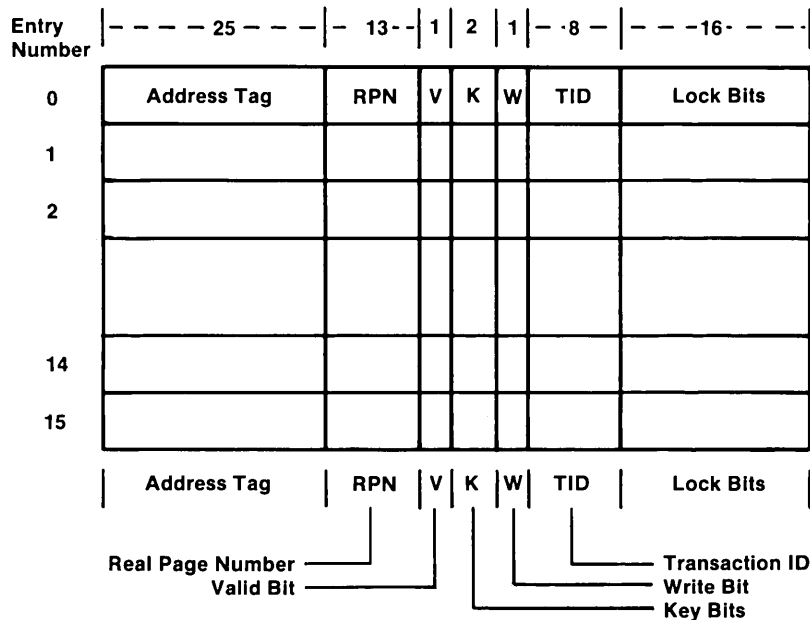 Entry Number |– – – – –25– – – – –|– 13- -|1|2|1|– -8- –|– – – –16- – – –|
0 Address Tag RPN V K W TID Lock Bits
1
2
14
15
Address Tag RPN V K W TID Lock Bits
Real Page Number Transaction ID
Valid Bit Write Bit
Key Bits